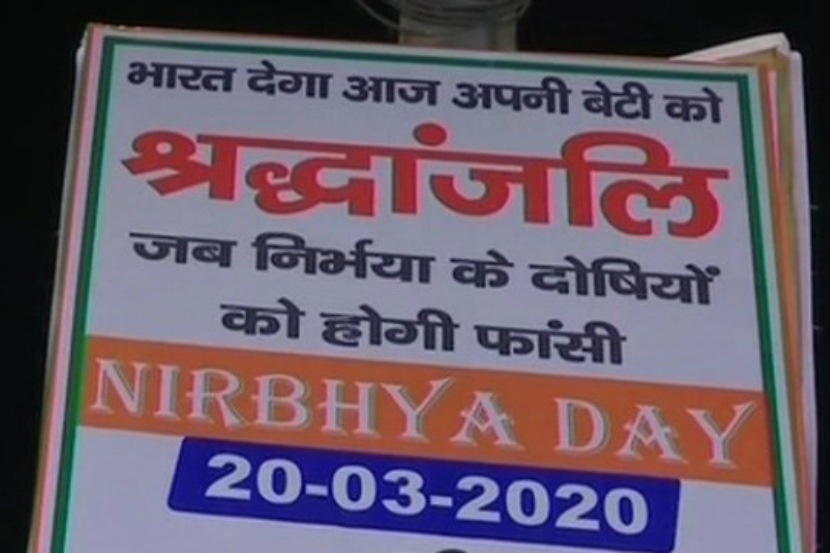 भारत देगा आज अपनी बेटी को
श्रद्धांजलि
जब निर्भया के दोषियों
को होगी फांसी
NIRBHYA DAY
20-03-2020